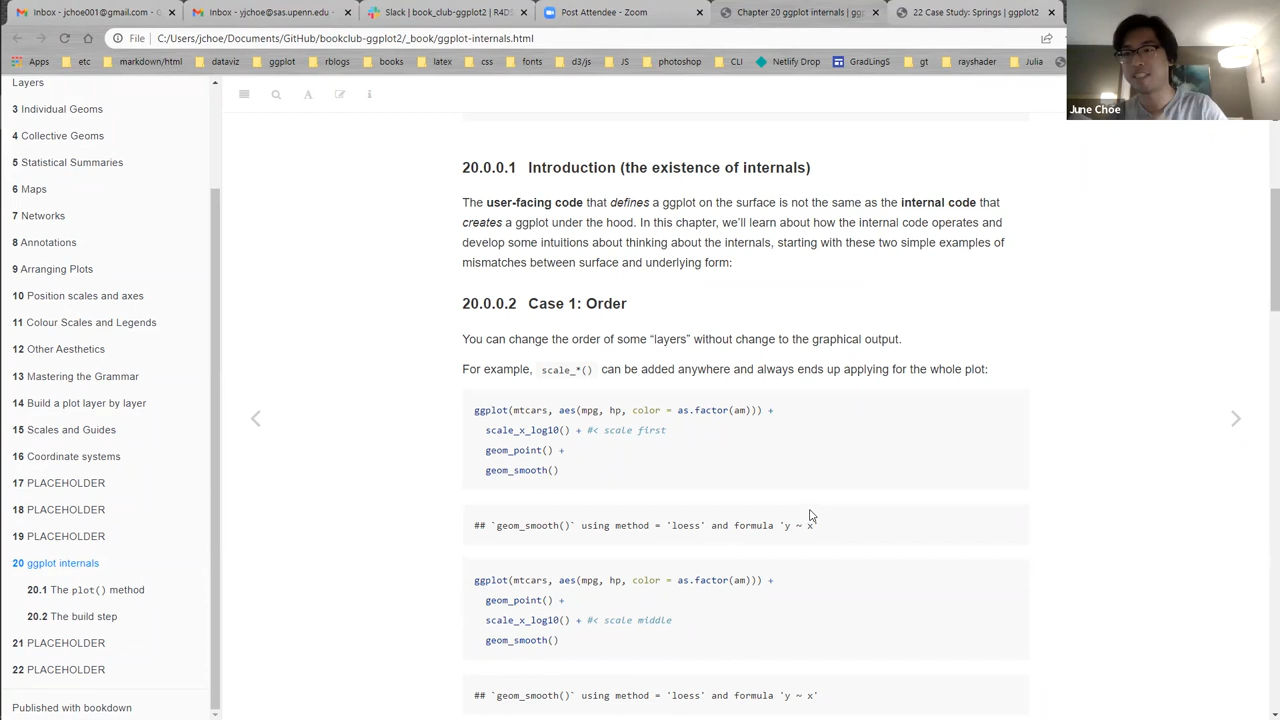 Inbox - jchoe001@gmail.com - G
Inbox - yjchoe@sas.upenn.edu -
Slack | book_club-ggplot2 | R4DS
Post Attendee - Zoom
Chapter 20 ggplot internals | gg
22 Case Study: Springs | ggplot2
File
C:/Users/jchoe/Documents/GitHub/bookclub-ggplot2/_book/ggplot-internals.html
Apps
etc
markdown/html
dataviz
ggplot
rblogs
books
latex
css
fonts
d3/js
JS
photoshop
CLI
Netlify Drop
GradLingS
gt
rayshader
Julia
June Choe
Layers
3 Individual Geoms
4 Collective Geoms
5 Statistical Summaries
6 Maps
7 Networks
8 Annotations
9 Arranging Plots
10 Position scales and axes
11 Colour Scales and Legends
12 Other Aesthetics
13 Mastering the Grammar
14 Build a plot layer by layer
15 Scales and Guides
16 Coordinate systems
17 PLACEHOLDER
18 PLACEHOLDER
19 PLACEHOLDER
20 ggplot internals
20.1 The plot() method
20.2 The build step
21 PLACEHOLDER
22 PLACEHOLDER
Published with bookdown
20.0.0.1 Introduction (the existence of internals)
The user-facing code that defines a ggplot on the surface is not the same as the internal code that
creates a ggplot under the hood. In this chapter, we'll learn about how the internal code operates and
develop some intuitions about thinking about the internals, starting with these two simple examples of
mismatches between surface and underlying form:
20.0.0.2 Case 1: Order
You can change the order of some “layers” without change to the graphical output.
For example, scale_*() can be added anywhere and always ends up applying for the whole plot:
ggplot(mtcars, aes(mpg, hp, color = as.factor(am))) +
scale_x_log10() + #< scale first
geom_point() +
geom_smooth()
## `geom_smooth()` using method = 'loess' and formula 'y ~ x'
ggplot(mtcars, aes(mpg, hp, color = as.factor(am))) +
geom_point() +
scale_x_log10() + #< scale middle
geom_smooth()
## `geom_smooth()` using method = 'loess' and formula 'y ~ x'